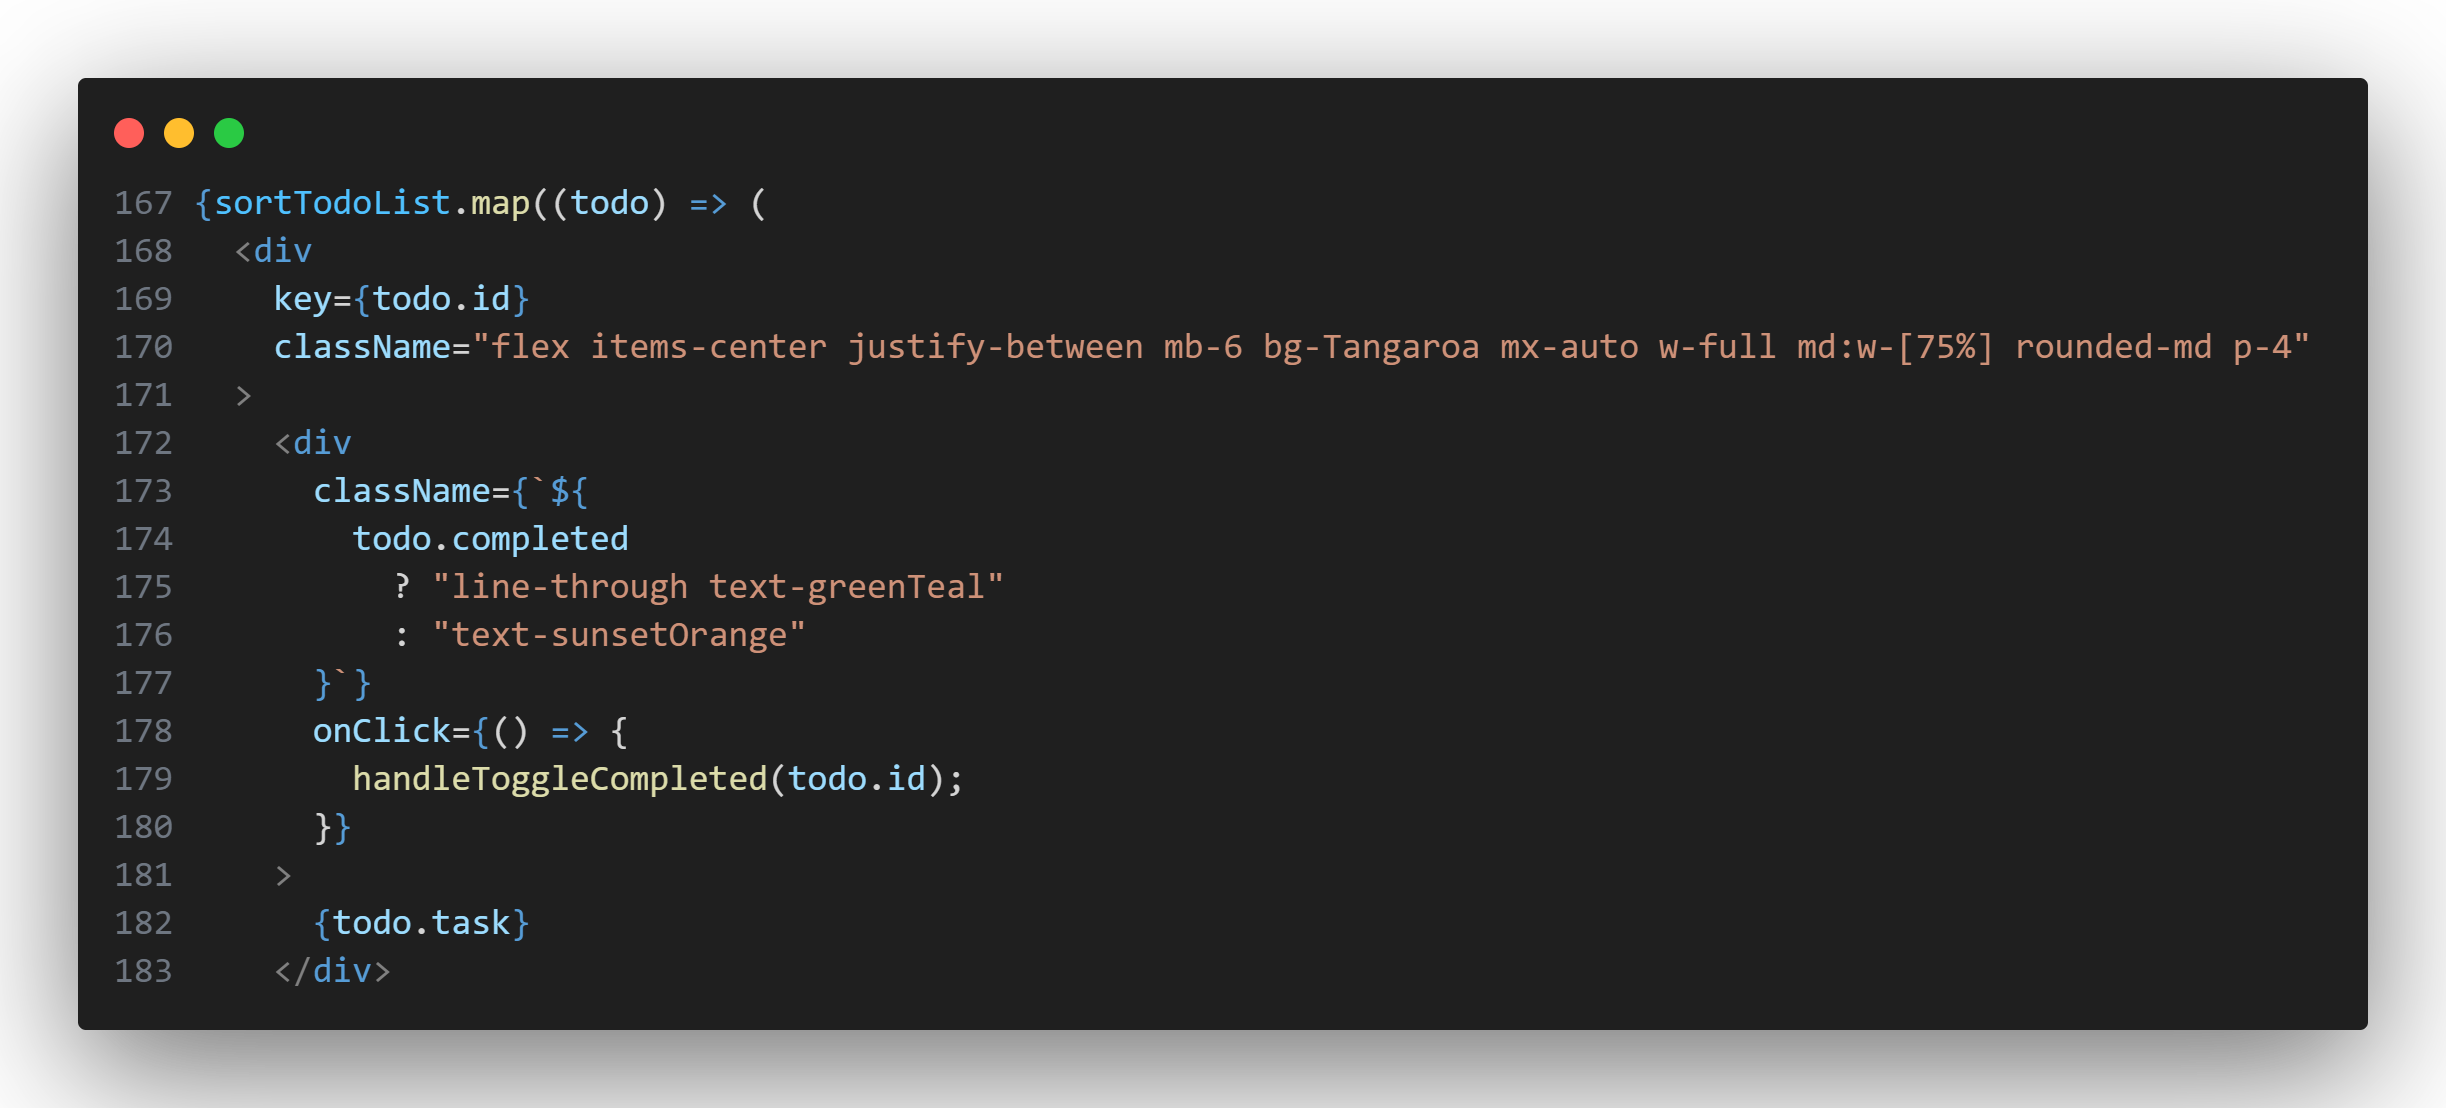 167 {sortTodoList.map((todo) => (
168   <div
169     key={todo.id}
170     className="flex items-center justify-between mb-6 bg-Tangaroa mx-auto w-full md:w-[75%] rounded-md p-4"
171   >
172     <div
173       className={`${
174         todo.completed
175           ? "line-through text-greenTeal"
176           : "text-sunsetOrange"
177       }`}
178       onClick={() => {
179         handleToggleCompleted(todo.id);
180       }}
181     >
182       {todo.task}
183     </div>